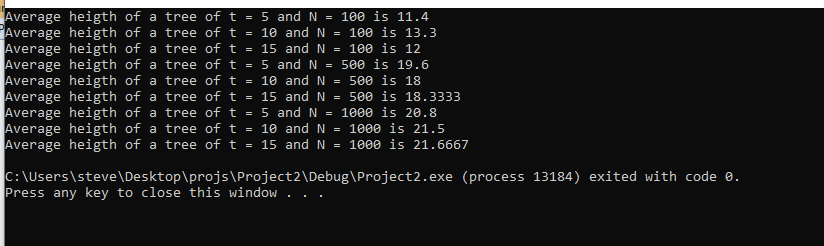 Average heigth of a tree of t = 5 and N = 100 is 11.4
Average heigth of a tree of t = 10 and N = 100 is 13.3
Average heigth of a tree of t = 15 and N = 100 is 12
Average heigth of a tree of t = 5 and N = 500 is 19.6
Average heigth of a tree of t = 10 and N = 500 is 18
Average heigth of a tree of t = 15 and N = 500 is 18.3333
Average heigth of a tree of t = 5 and N = 1000 is 20.8
Average heigth of a tree of t = 10 and N = 1000 is 21.5
Average heigth of a tree of t = 15 and N = 1000 is 21.6667
C:\Users\steve\Desktop\projs\Project2\Debug\Project2.exe (process 13184) exited with code 0.
Press any key to close this window . . .